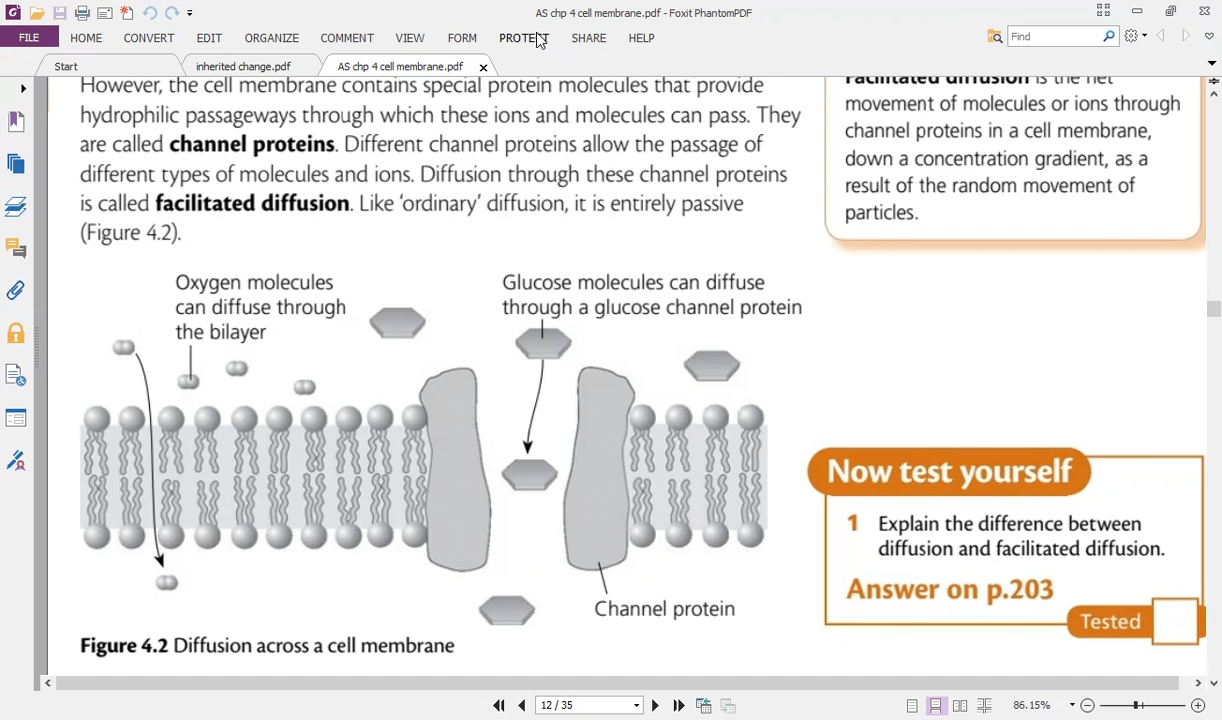 AS chp 4 cell membrane.pdf - Foxit PhantomPDF
FILE HOME CONVERT EDIT ORGANIZE COMMENT VIEW FORM PROTECT SHARE HELP Find
Start inherited change.pdf AS chp 4 cell membrane.pdf
However, the cell membrane contains special protein molecules that provide
hydrophilic passageways through which these ions and molecules can pass. They
are called channel proteins. Different channel proteins allow the passage of
different types of molecules and ions. Diffusion through these channel proteins
is called facilitated diffusion. Like ‘ordinary’ diffusion, it is entirely passive
(Figure 4.2).
Facilitated diffusion is the net
movement of molecules or ions through
channel proteins in a cell membrane,
down a concentration gradient, as a
result of the random movement of
particles.
Oxygen molecules
can diffuse through
the bilayer
Glucose molecules can diffuse
through a glucose channel protein
Channel protein
Figure 4.2 Diffusion across a cell membrane
Now test yourself
1 Explain the difference between
diffusion and facilitated diffusion.
Answer on p.203
Tested
12 / 35 86.15%